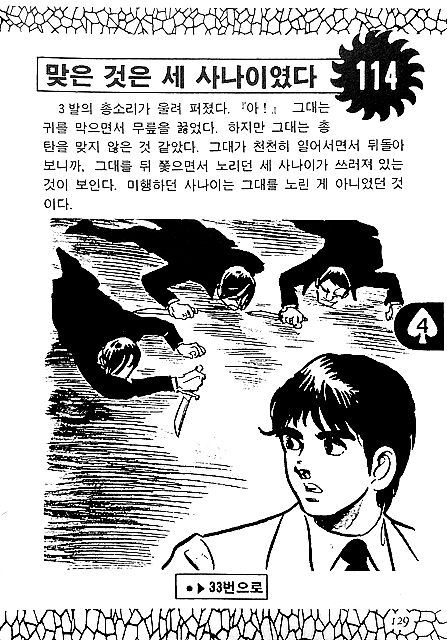 맞은 것은 세 사나이였다
114
3발의 총소리가 울려 퍼졌다. 『아!』 그대는
귀를 막으면서 무릎을 꿇었다. 하지만 그대는 총
탄을 맞지 않은 것 같았다. 그대가 천천히 일어서면서 뒤돌아
보니까, 그대를 뒤 쫓으면서 노리던 세 사나이가 쓰러져 있는
것이 보인다. 미행하던 사나이는 그대를 노린 게 아니었던 것
이다.
4
●▶33번으로
129